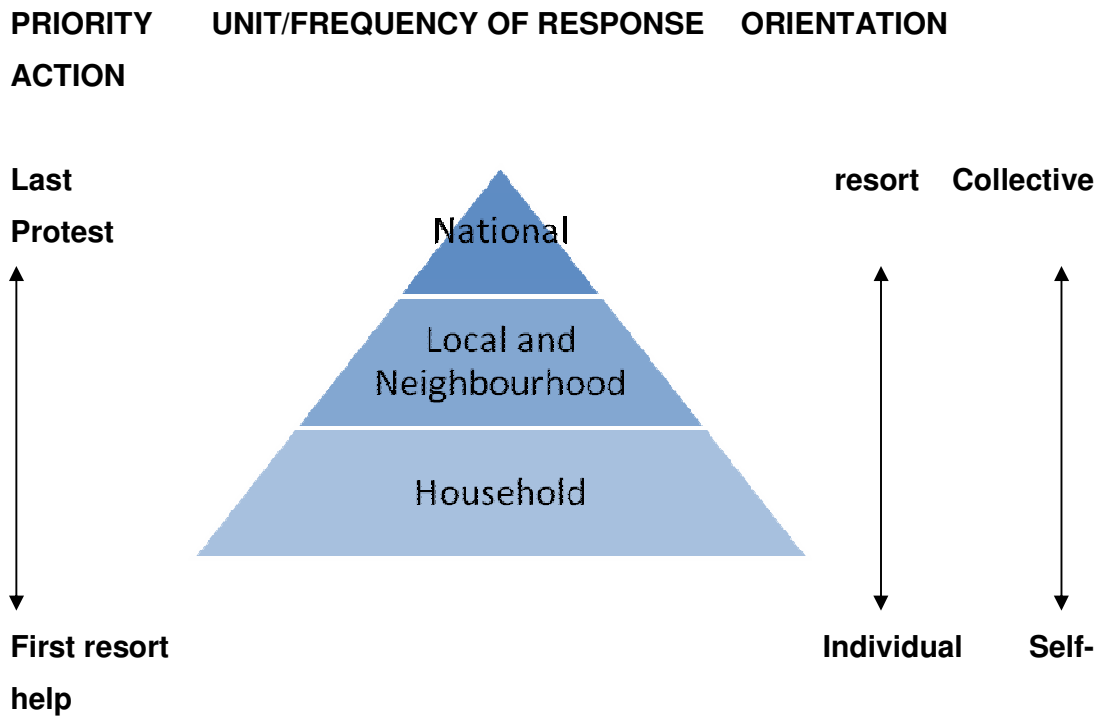 PRIORITY UNIT/FREQUENCY OF RESPONSE ORIENTATION
ACTION
Last resort Collective
Protest
National
Local and
Neighbourhood
Household
First resort Individual Self-
help